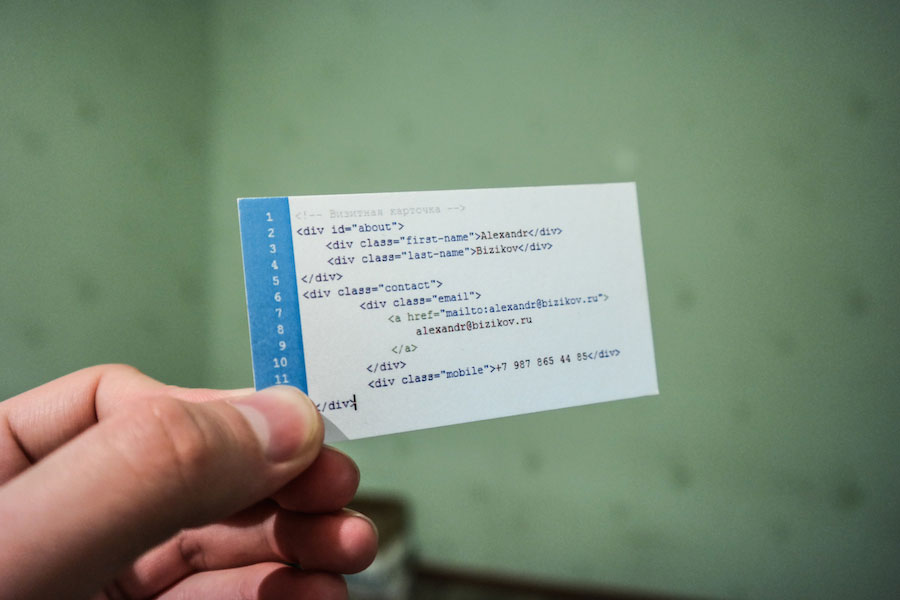 1 <!-- Визитная карточка -->
2 <div id="about">
3 <div class="first-name">Alexandr</div>
4 <div class="last-name">Bizikov</div>
5 </div>
6 <div class="contact">
7 <div class="email">
8 <a href="mailto:alexandr@bizikov.ru">
9 alexandr@bizikov.ru
10 </a>
11 </div>
<div class="mobile">+7 987 865 44 85</div>
</div>